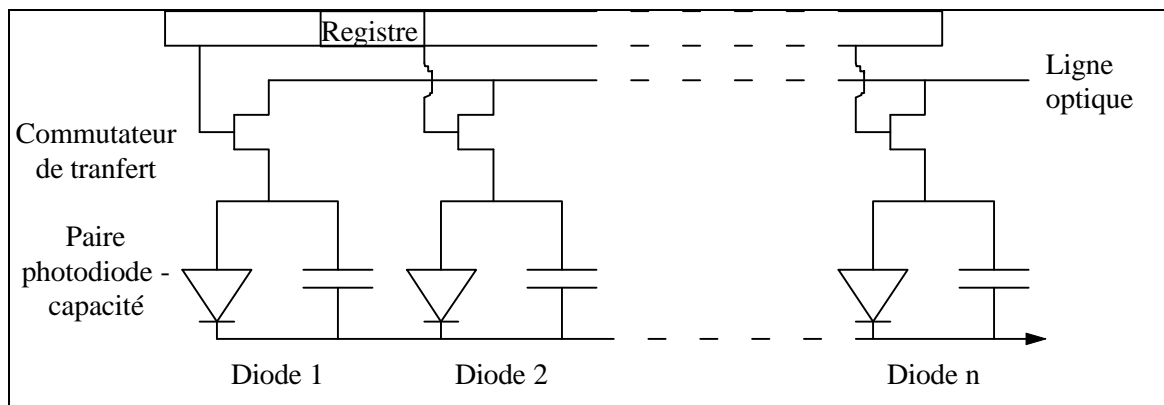 Registre
Ligne
optique
Commutateur
de tranfert
Paire
photodiode -
capacité
Diode 1
Diode 2
Diode n